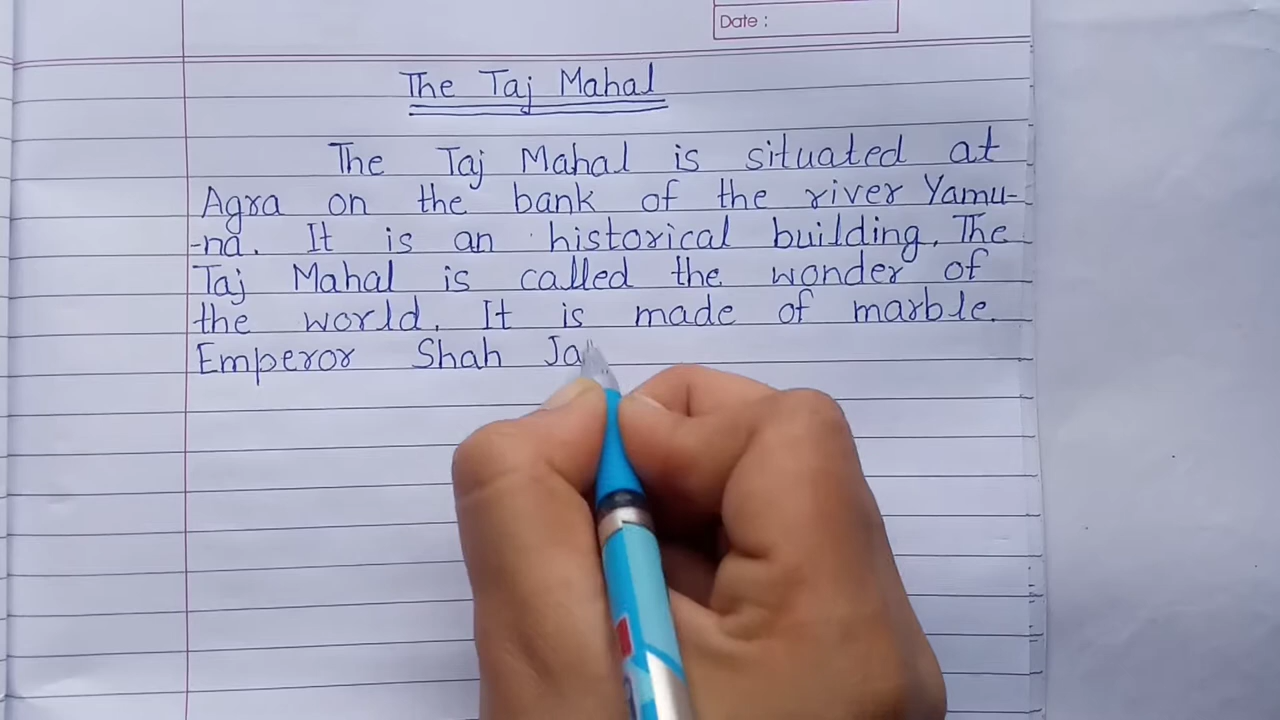 Date :
The Taj Mahal
The Taj Mahal is situated at
Agra on the bank of the river Yamu-
-na. It is an historical building. The
Taj Mahal is called the wonder of
the world. It is made of marble.
Emperor Shah Ja